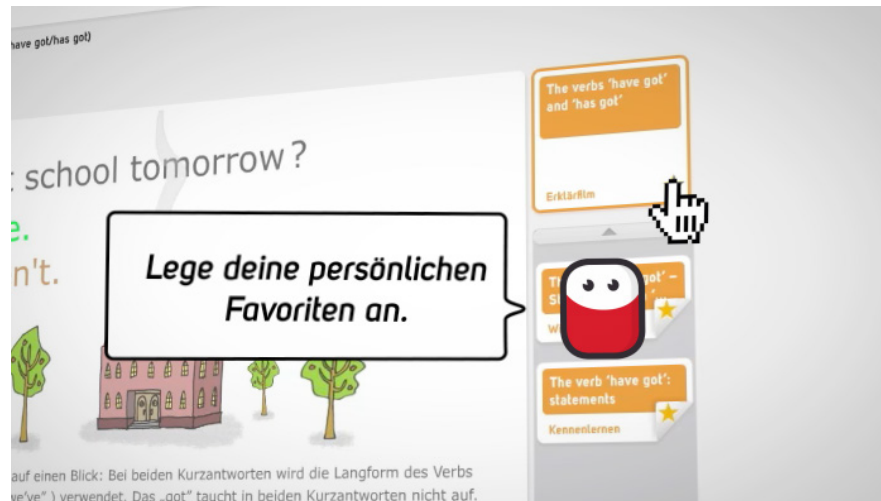 have got/has got)
school tomorrow?
e.
n't.
The verbs 'have got'
and 'has got'
Erklärfilm
Lege deine persönlichen
Favoriten an.
got' –
The verb 'have got':
statements
Kennenlernen
auf einen Blick: Bei beiden Kurzantworten wird die Langform des Verbs
) verwendet. Das „got" taucht in beiden Kurzantworten nicht auf.